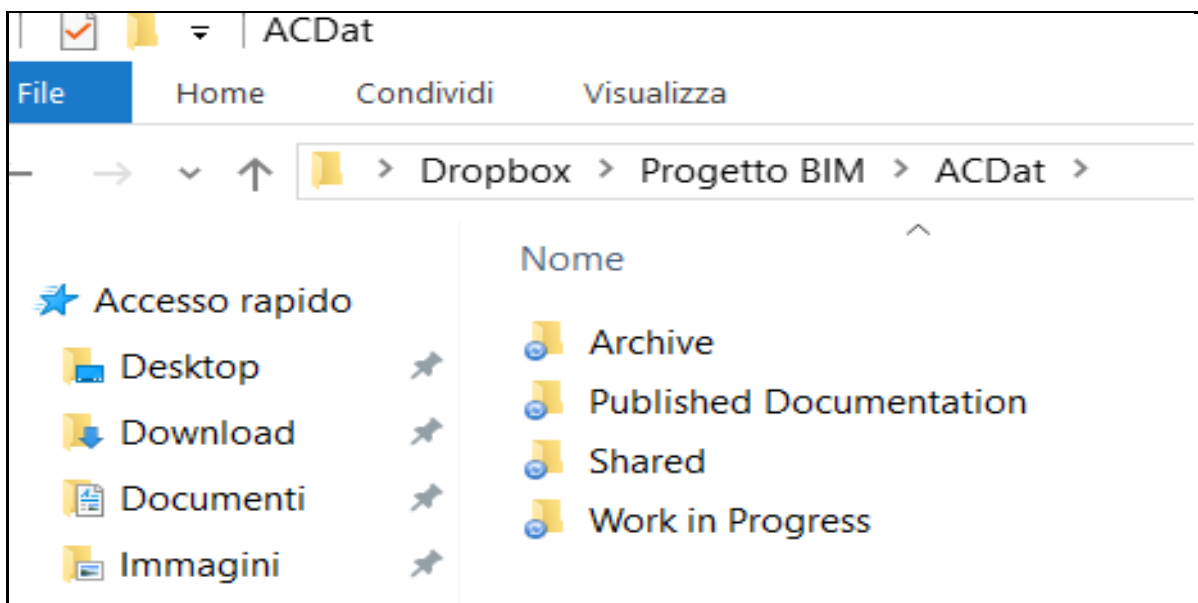 ACDat
File Home Condividi Visualizza
Dropbox > Progetto BIM > ACDat >
Nome
Accesso rapido
Desktop
Download
Documenti
Immagini
Archive
Published Documentation
Shared
Work in Progress